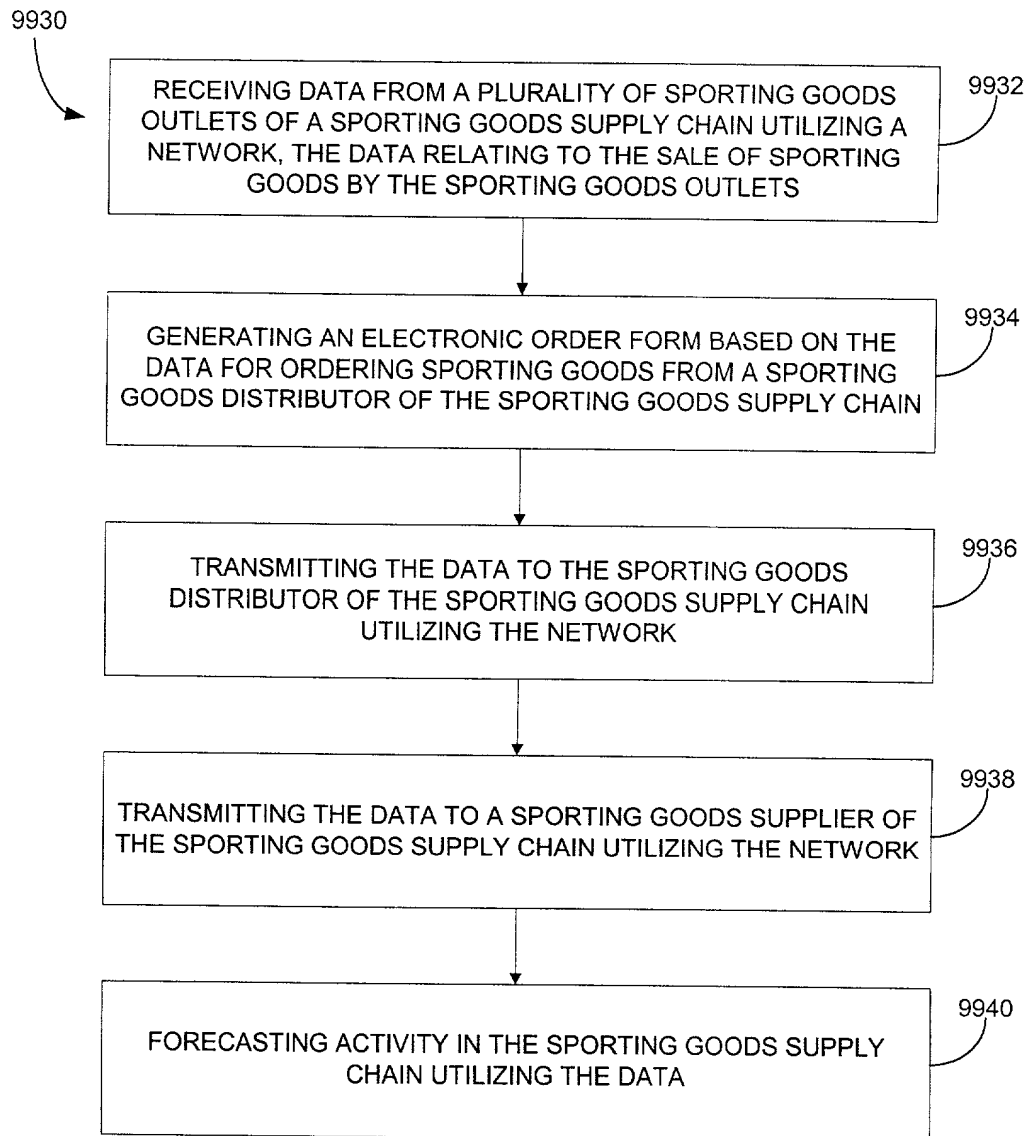 9930
RECEIVING DATA FROM A PLURALITY OF SPORTING GOODS
OUTLETS OF A SPORTING GOODS SUPPLY CHAIN UTILIZING A
NETWORK, THE DATA RELATING TO THE SALE OF SPORTING
GOODS BY THE SPORTING GOODS OUTLETS
9932
GENERATING AN ELECTRONIC ORDER FORM BASED ON THE
DATA FOR ORDERING SPORTING GOODS FROM A SPORTING
GOODS DISTRIBUTOR OF THE SPORTING GOODS SUPPLY CHAIN
9934
TRANSMITTING THE DATA TO THE SPORTING GOODS
DISTRIBUTOR OF THE SPORTING GOODS SUPPLY CHAIN
UTILIZING THE NETWORK
9936
TRANSMITTING THE DATA TO A SPORTING GOODS SUPPLIER OF
THE SPORTING GOODS SUPPLY CHAIN UTILIZING THE NETWORK
9938
FORECASTING ACTIVITY IN THE SPORTING GOODS SUPPLY
CHAIN UTILIZING THE DATA
9940